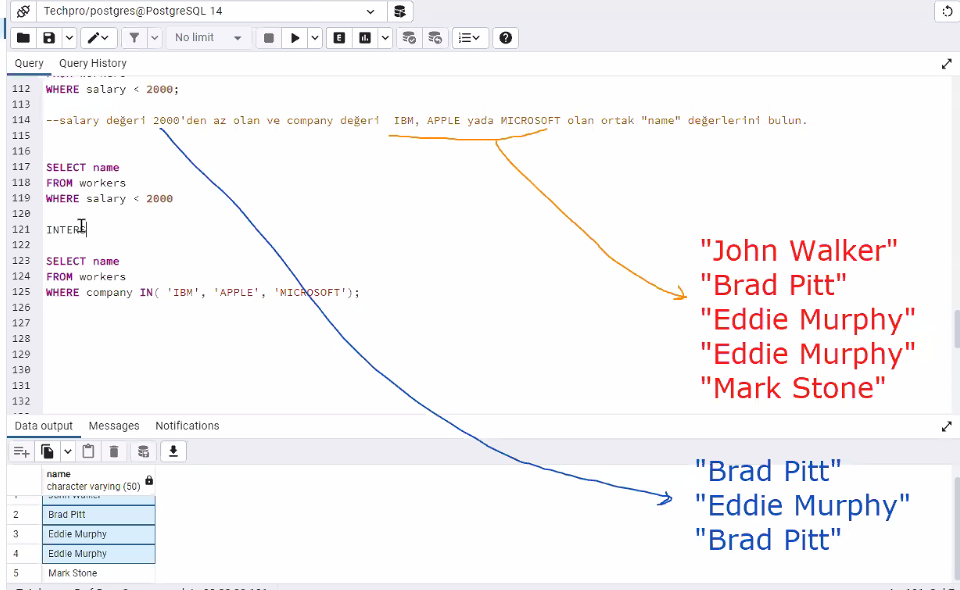 Techpro/postgres@PostgreSQL 14
No limit
Query Query History
112 WHERE salary < 2000;
113
114 --salary değeri 2000'den az olan ve company değeri IBM, APPLE yada MICROSOFT olan ortak "name" değerlerini bulun.
115
116
117 SELECT name
118 FROM workers
119 WHERE salary < 2000
120
121 INTERS
122
123 SELECT name
124 FROM workers
125 WHERE company IN( 'IBM', 'APPLE', 'MICROSOFT');
126
127
128
129
130
131
132
"John Walker"
"Brad Pitt"
"Eddie Murphy"
"Eddie Murphy"
"Mark Stone"
Data output Messages Notifications
name
character varying (50)
1 John Walker
2 Brad Pitt
3 Eddie Murphy
4 Eddie Murphy
5 Mark Stone
"Brad Pitt"
"Eddie Murphy"
"Brad Pitt"